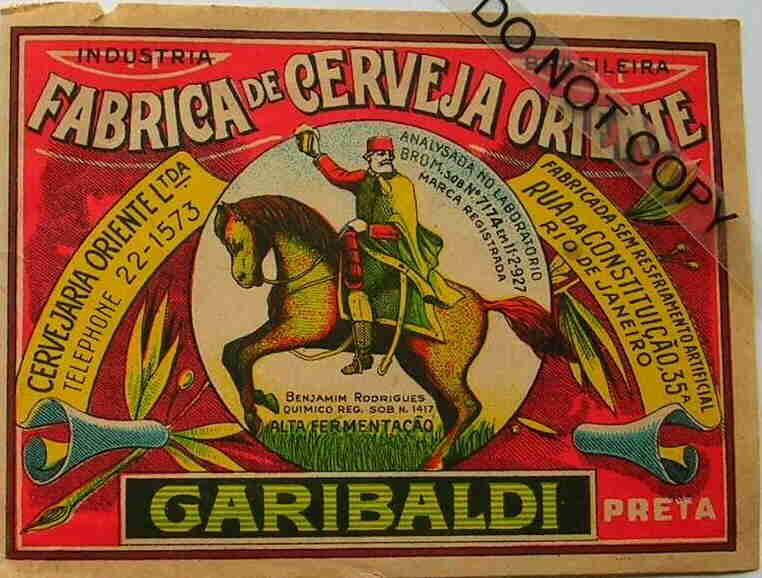 INDUSTRIA BRASILEIRA
FABRICA DE CERVEJA ORIENTE
CERVEJARIA ORIENTE LTDA.
TELEPHONE 22-1573
ANALYSADA NO LABORATORIO
BROM. SOB Nº 7174 EM 11-2-927
MARCA REGISTRADA
FABRICADA SEM RESFRIAMENTO ARTIFICIAL
RUA DA CONSTITUIÇÃO, 35A
RIO DE JANEIRO
BENJAMIM RODRIGUES
QUIMICO REG. SOB N. 1417
ALTA FERMENTAÇÃO
GARIBALDI
PRETA
DO NOT COPY